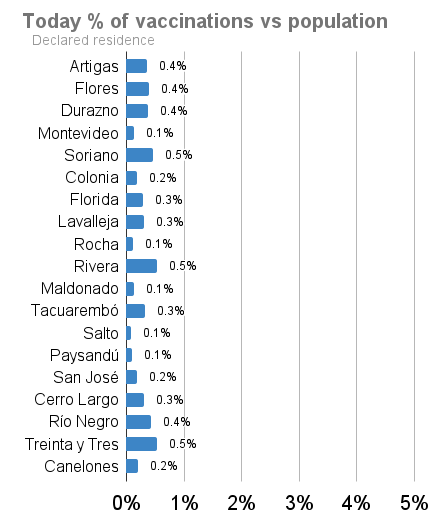 Today % of vaccinations vs population
Declared residence
Artigas 0.4%
Flores 0.4%
Durazno 0.4%
Montevideo 0.1%
Soriano 0.5%
Colonia 0.2%
Florida 0.3%
Lavalleja 0.3%
Rocha 0.1%
Rivera 0.5%
Maldonado 0.1%
Tacuarembó 0.3%
Salto 0.1%
Paysandú 0.1%
San José 0.2%
Cerro Largo 0.3%
Río Negro 0.4%
Treinta y Tres 0.5%
Canelones 0.2%
0% 1% 2% 3% 4% 5%